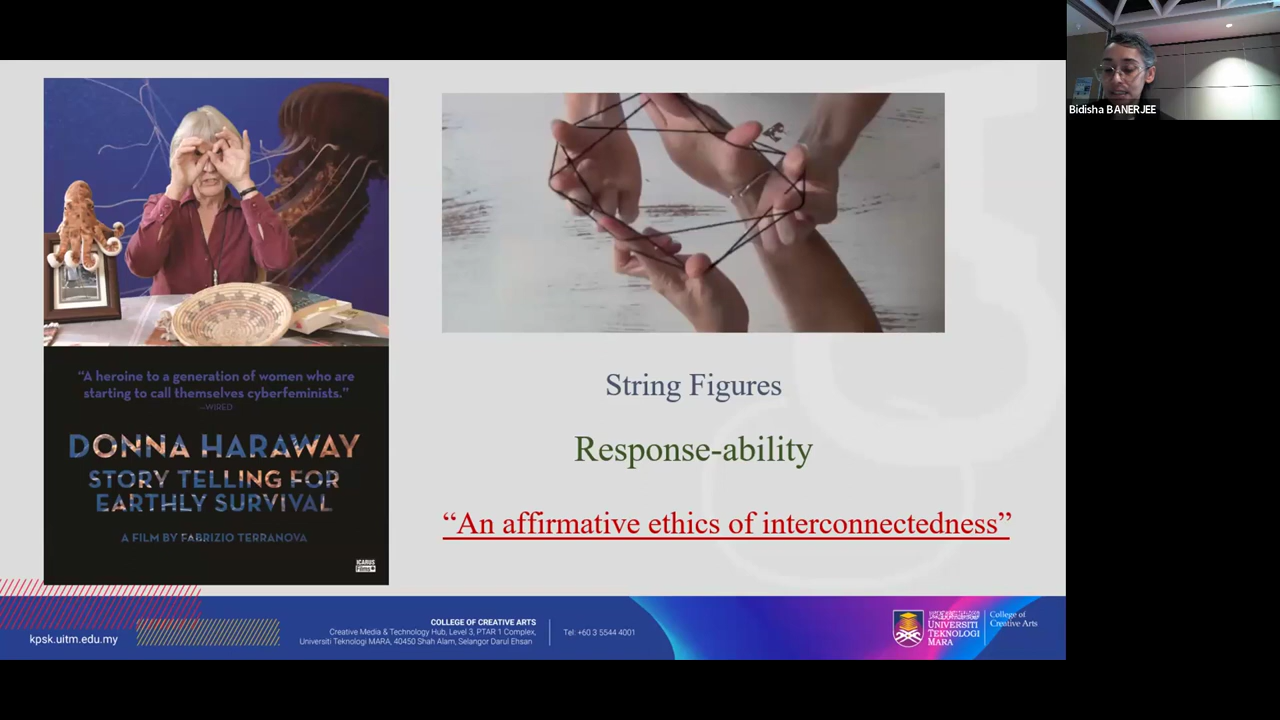 Bidisha BANERJEE
"A heroine to a generation of women who are
starting to call themselves cyberfeminists."
—WIRED
DONNA HARAWAY
STORY TELLING FOR
EARTHLY SURVIVAL
A FILM BY FABRIZIO TERRANOVA
ICARUS
Films
String Figures
Response-ability
“An affirmative ethics of interconnectedness”
kpsk.uitm.edu.my
COLLEGE OF CREATIVE ARTS
Creative Media & Technology Hub, Level 3, PTAR 1 Complex,
Universiti Teknologi MARA, 40450 Shah Alam, Selangor Darul Ehsan
Tel: +60 3 5544 4001
UNIVERSITI
TEKNOLOGI
MARA
College of
Creative Arts